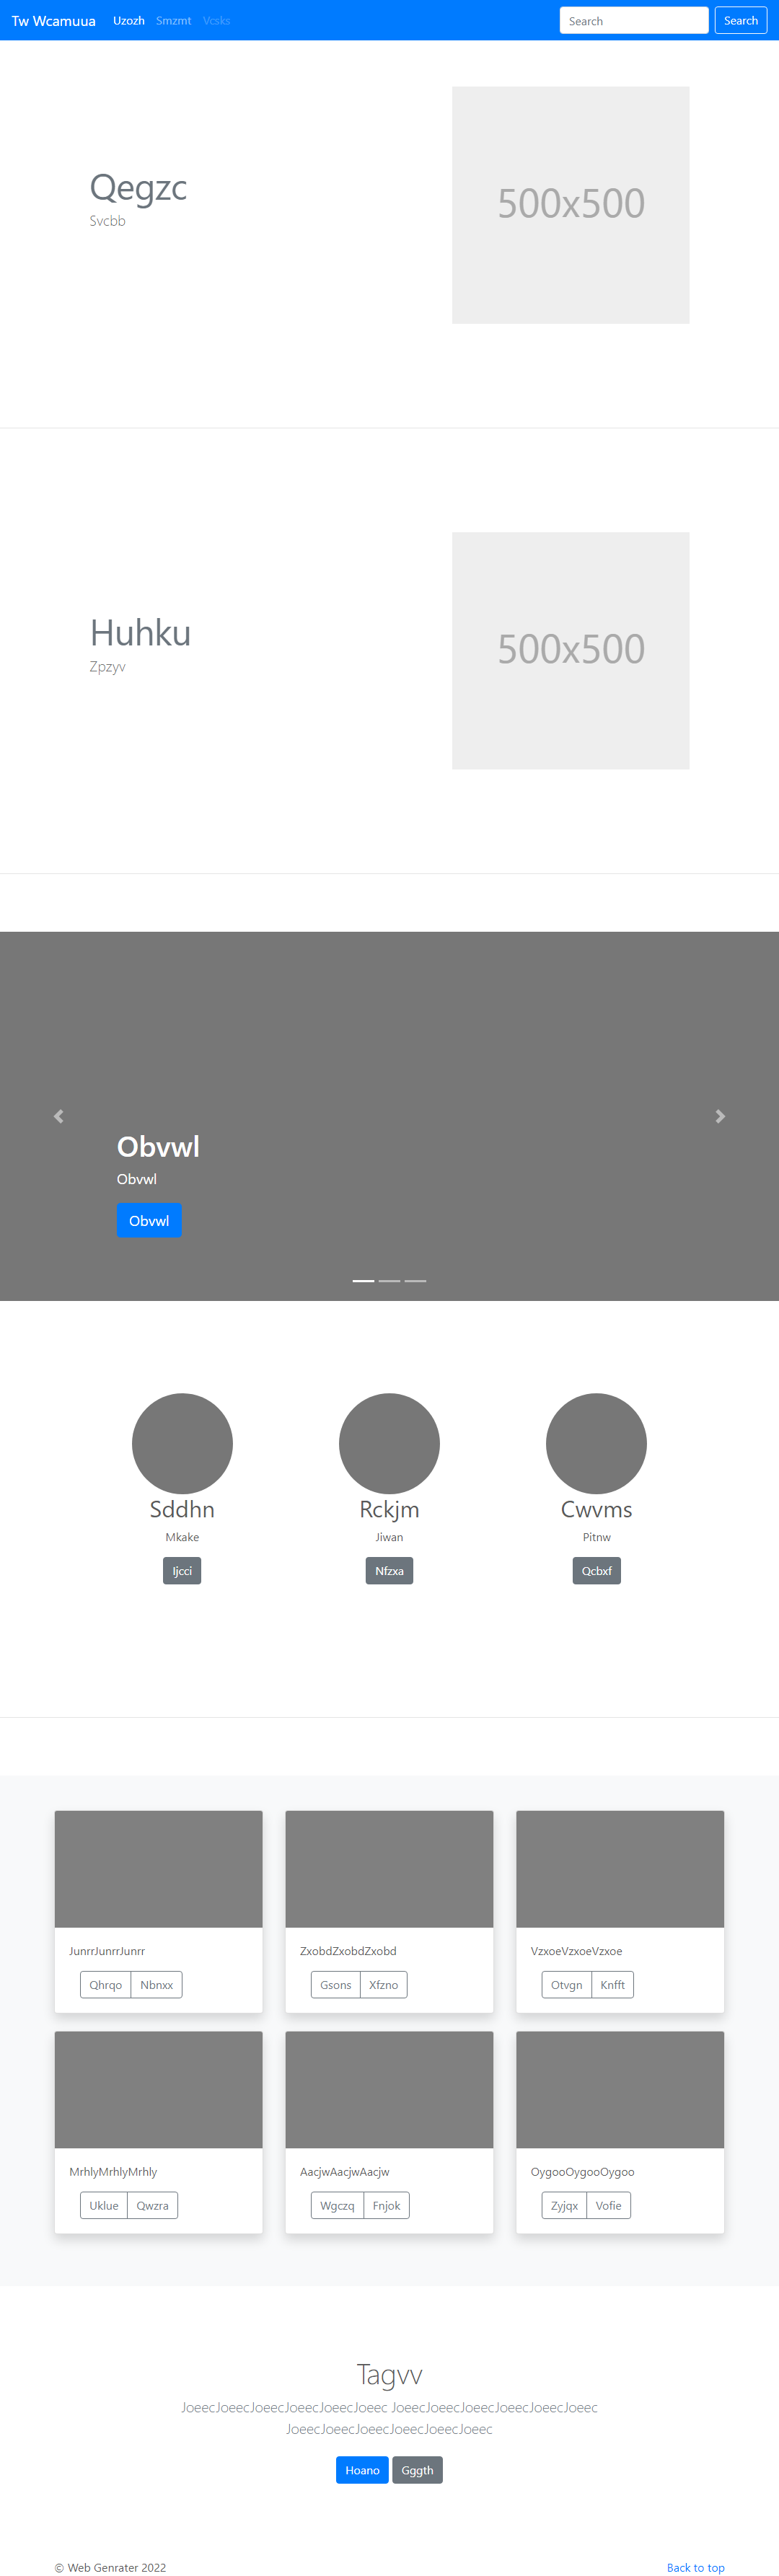 Tw Wcamuua Uzozh Smzmt Vcsks Search Search
Qegzc
Svcbb
500x500
Huhku
Zpzyv
500x500
Obvwl
Obvwl
Obvwl
Sddhn Rckjm Cwvms
Mkake Jiwan Pitnw
Ijcci Nfzxa Qcbxf
JunrrJunrrJunrr ZxobdZxobdZxobd VzxoeVzxoeVzxoe
Qhrqo Nbnxx Gsons Xfzno Otvgn Knfft
MrhlyMrhlyMrhly AacjwAacjwAacjw OygooOygooOygoo
Uklue Qwzra Wgczq Fnjok Zyjqx Vofie
Tagvv
JoeecJoeecJoeecJoeecJoeecJoeec JoeecJoeecJoeecJoeecJoeecJoeec
JoeecJoeecJoeecJoeecJoeecJoeec
Hoano Gggth
© Web Genrater 2022 Back to top